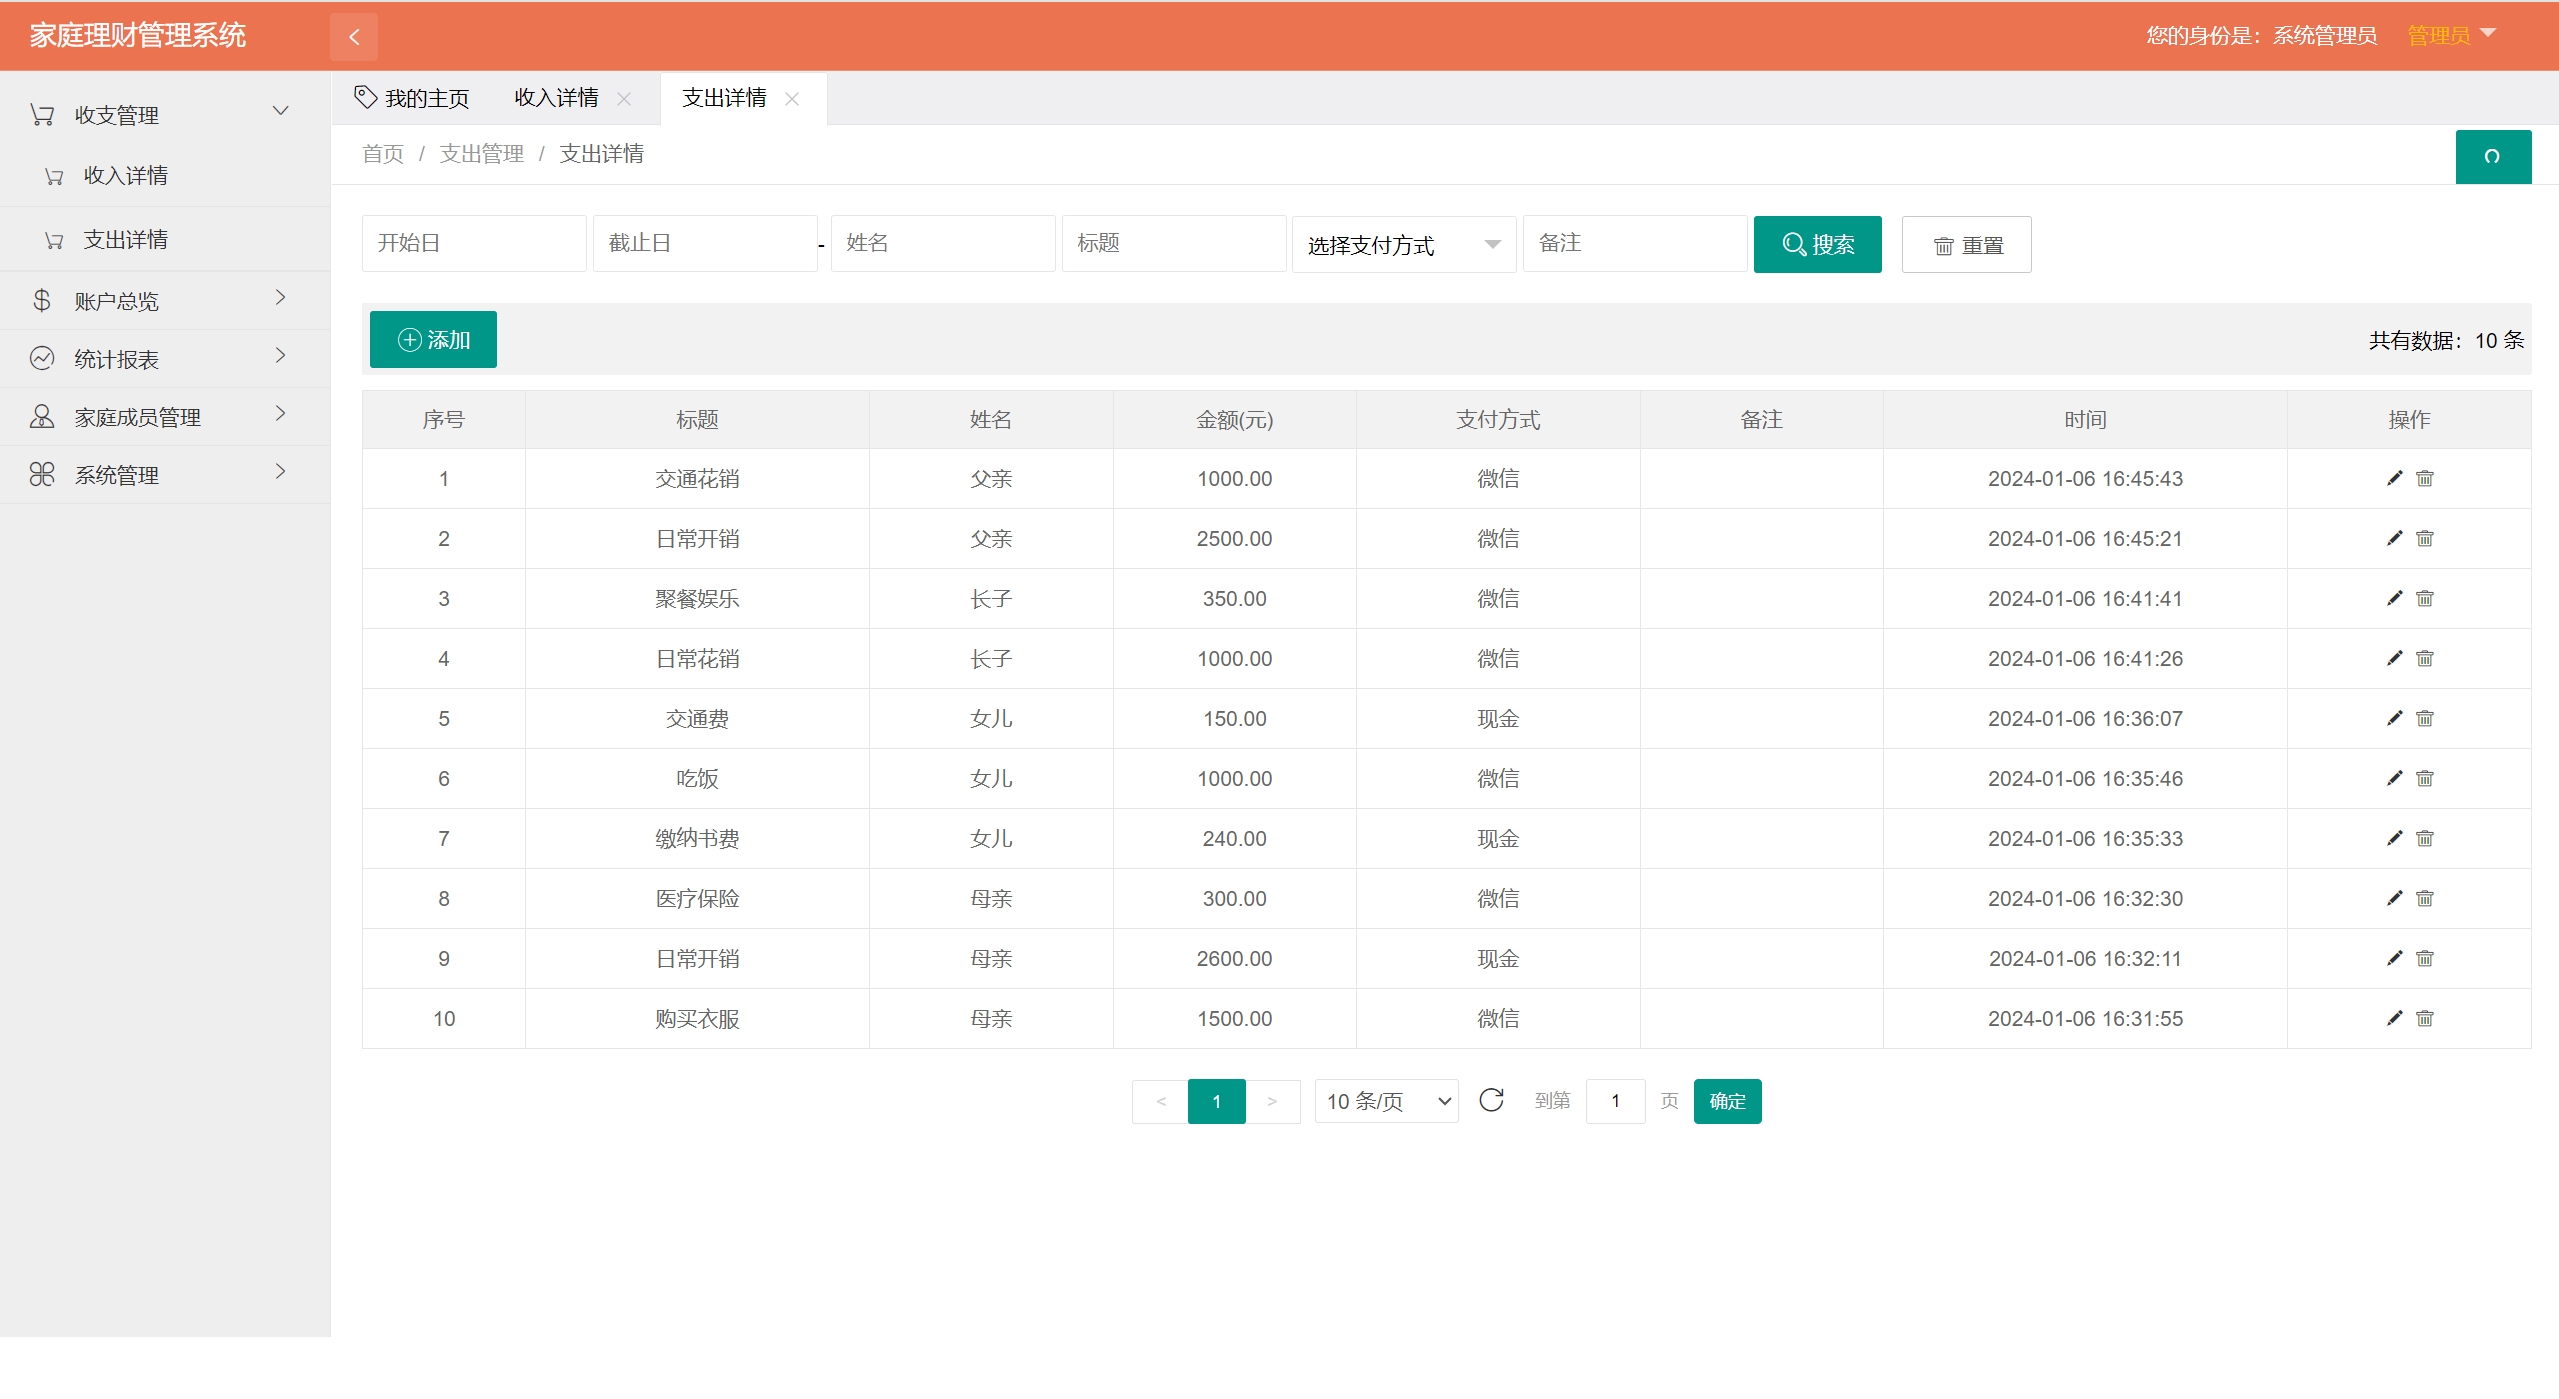 家庭理财管理系统
您的身份是：系统管理员 管理员
收支管理
收入详情
支出详情
账户总览
统计报表
家庭成员管理
系统管理
我的主页 收入详情 支出详情
首页 / 支出管理 / 支出详情
开始日 截止日 - 姓名 标题 选择支付方式 备注 搜索 重置
添加 共有数据：10 条
序号 标题 姓名 金额(元) 支付方式 备注 时间 操作
1 交通花销 父亲 1000.00 微信 2024-01-06 16:45:43
2 日常开销 父亲 2500.00 微信 2024-01-06 16:45:21
3 聚餐娱乐 长子 350.00 微信 2024-01-06 16:41:41
4 日常花销 长子 1000.00 微信 2024-01-06 16:41:26
5 交通费 女儿 150.00 现金 2024-01-06 16:36:07
6 吃饭 女儿 1000.00 微信 2024-01-06 16:35:46
7 缴纳书费 女儿 240.00 现金 2024-01-06 16:35:33
8 医疗保险 母亲 300.00 微信 2024-01-06 16:32:30
9 日常开销 母亲 2600.00 现金 2024-01-06 16:32:11
10 购买衣服 母亲 1500.00 微信 2024-01-06 16:31:55
< 1 > 10 条/页 到第 1 页 确定